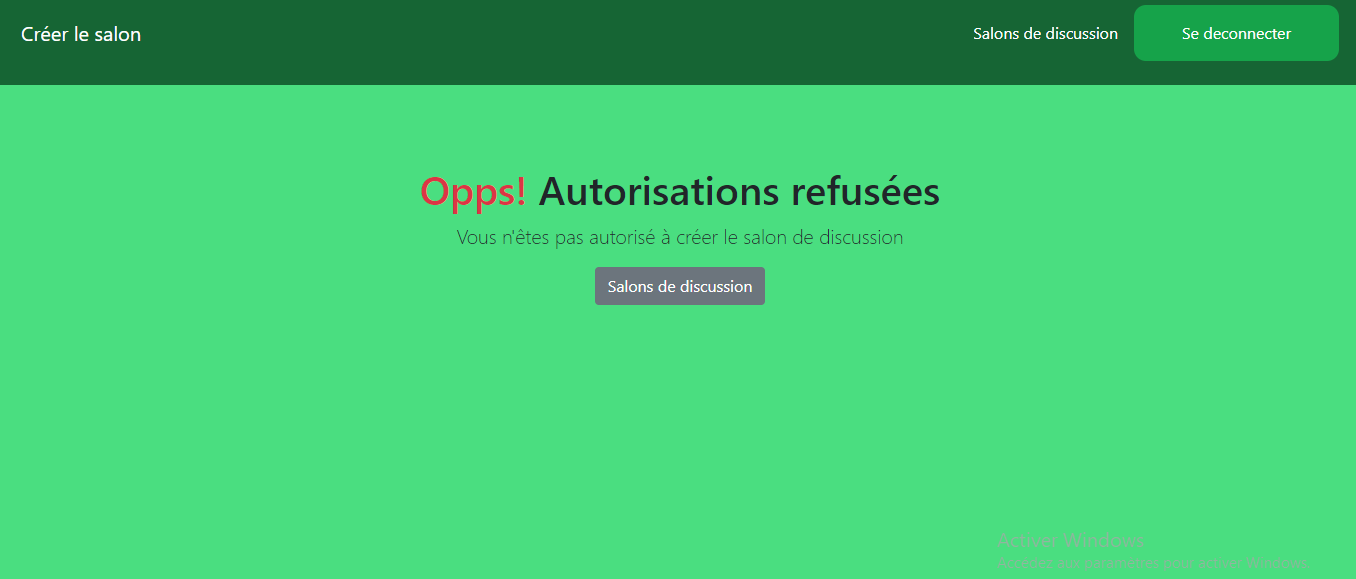 Créer le salon
Salons de discussion
Se deconnecter
Opps! Autorisations refusées
Vous n'êtes pas autorisé à créer le salon de discussion
Salons de discussion
Activer Windows
Accédez aux paramètres pour activer Windows.